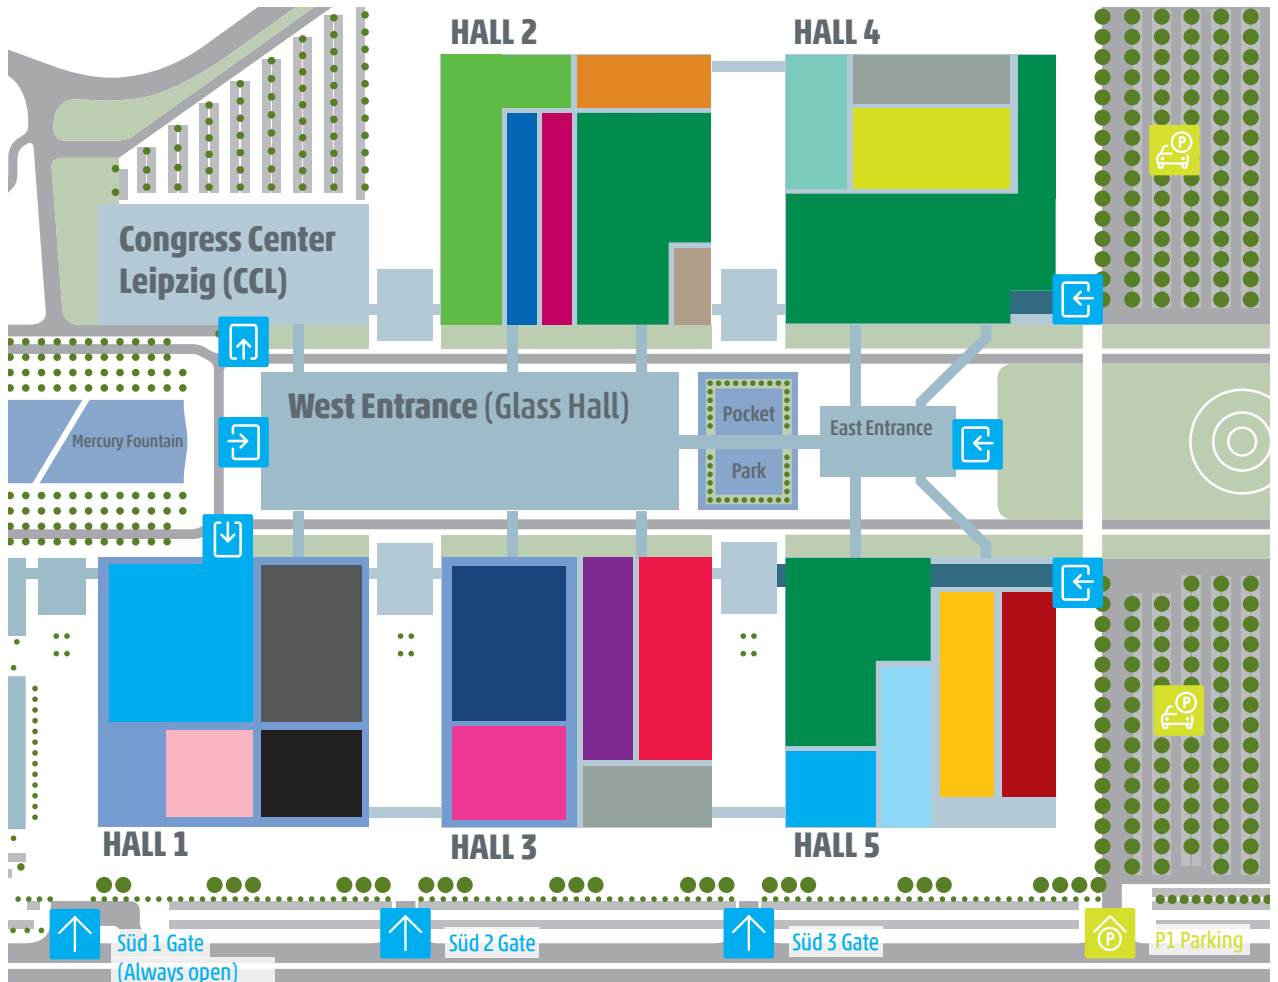 HALL 2
HALL 4
P
Congress Center
Leipzig (CCL)
West Entrance (Glass Hall)
Pocket
Park
East Entrance
Mercury Fountain
P
HALL 1
HALL 3
HALL 5
Süd 1 Gate
(Always open)
Süd 2 Gate
Süd 3 Gate
P
P1 Parking